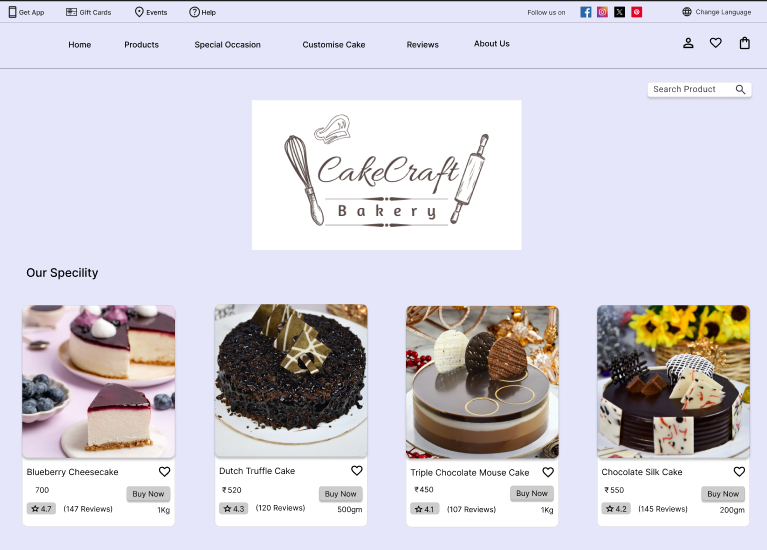 Get App
Gift Cards
Events
Help
Follow us on
Change Language
Home
Products
Special Occasion
Customise Cake
Reviews
About Us
Search Product
CakeCraft
Bakery
Our Specility
Blueberry Cheesecake
700
Buy Now
4.7
(147 Reviews)
1Kg
Dutch Truffle Cake
₹520
Buy Now
4.3
(120 Reviews)
500gm
Triple Chocolate Mouse Cake
₹450
Buy Now
4.1
(107 Reviews)
1Kg
Chocolate Silk Cake
₹550
Buy Now
4.2
(145 Reviews)
200gm